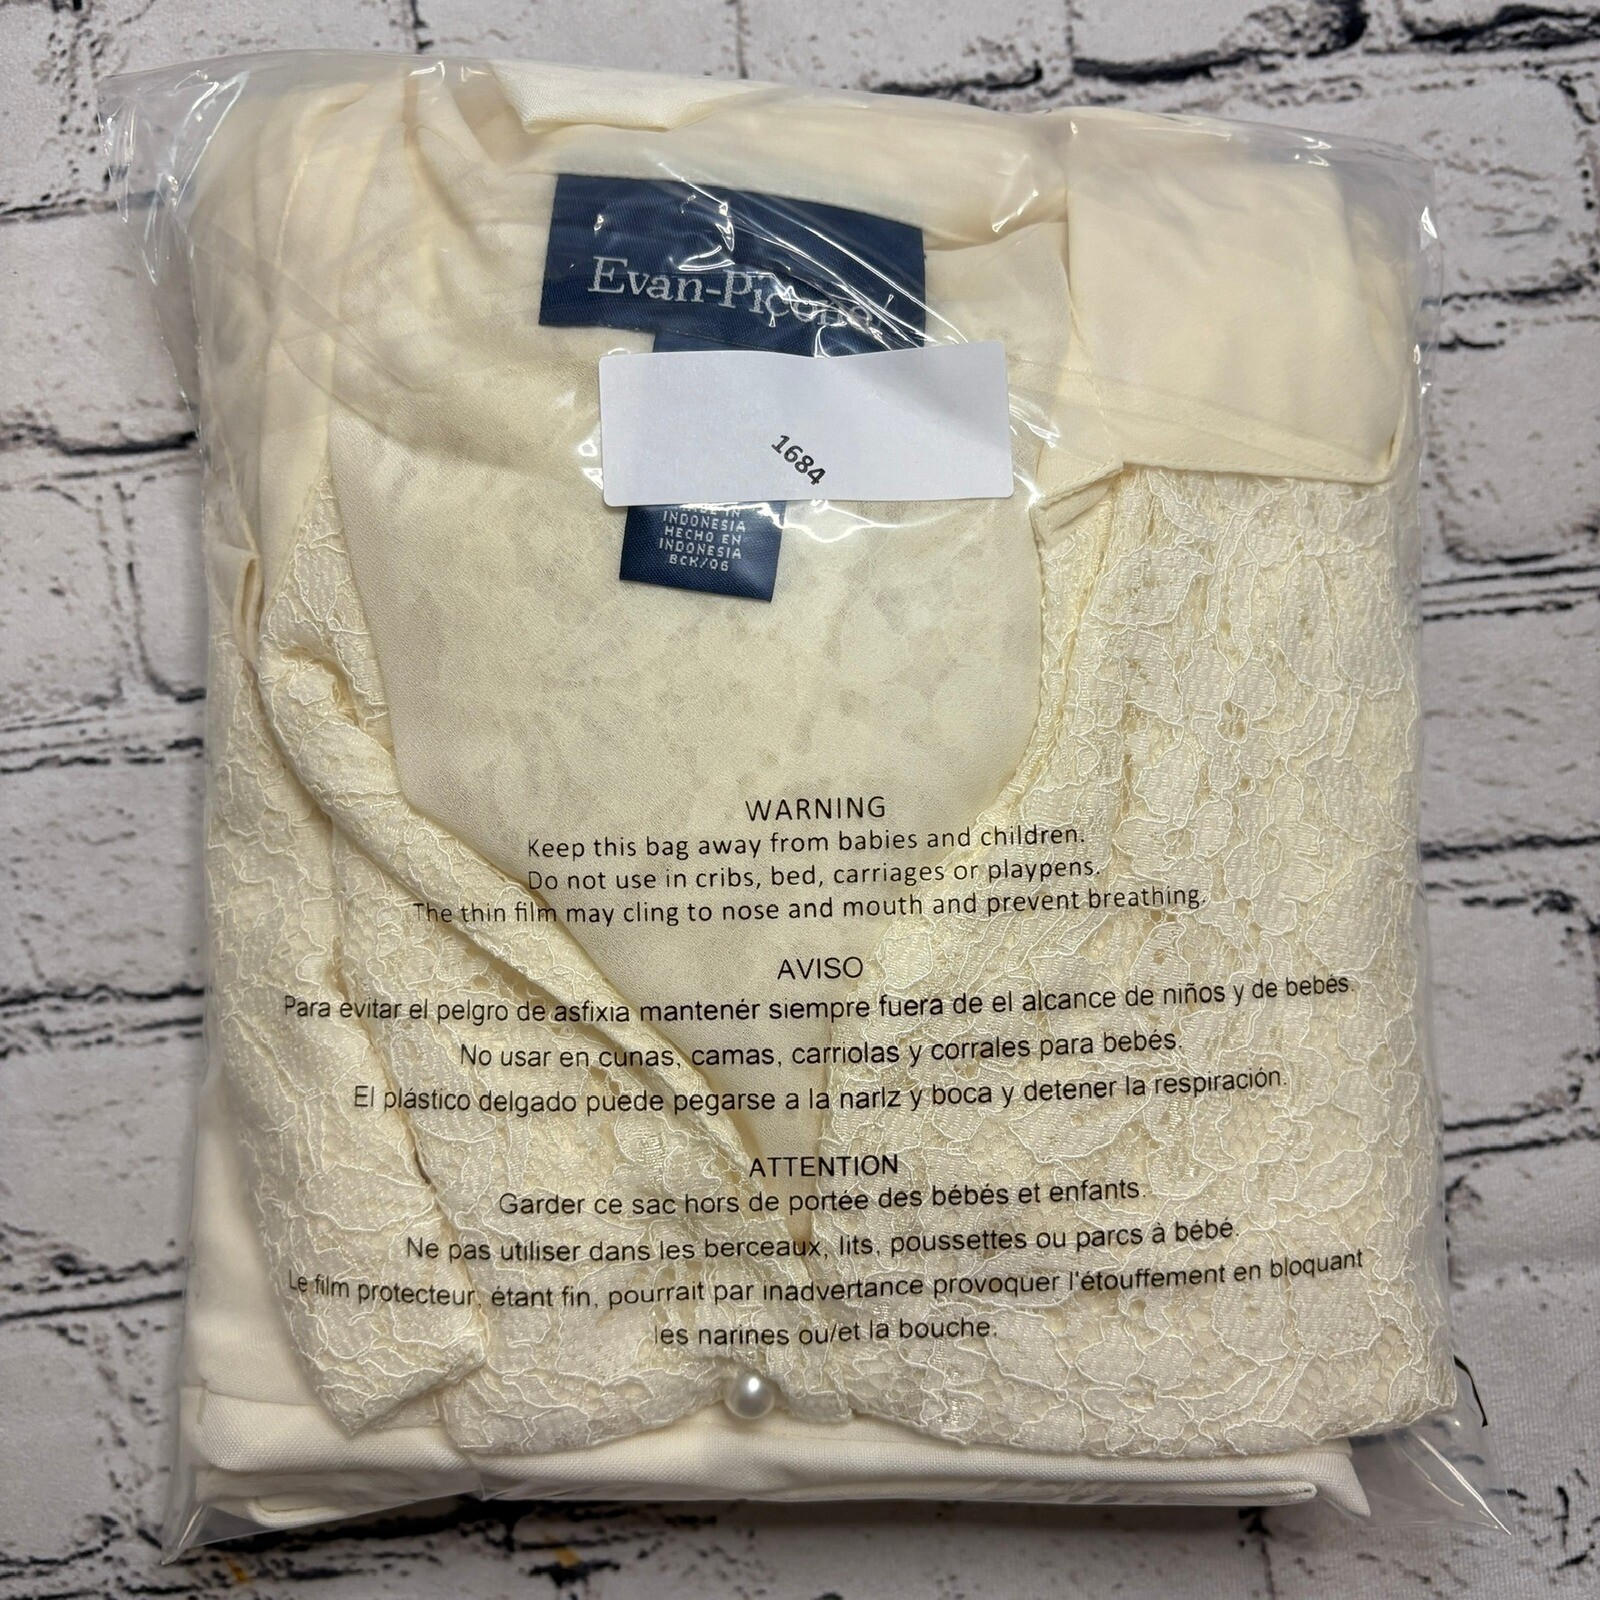 Evan-Picone
1684
MADE IN
INDONESIA
HECHO EN
INDONESIA
BCK/06
WARNING
Keep this bag away from babies and children.
Do not use in cribs, bed, carriages or playpens.
The thin film may cling to nose and mouth and prevent breathing.
AVISO
Para evitar el pelgro de asfixia mantenér siempre fuera de el alcance de niños y de bebés.
No usar en cunas, camas, carriolas y corrales para bebés.
El plástico delgado puede pegarse a la narlz y boca y detener la respiración.
ATTENTION
Garder ce sac hors de portée des bébés et enfants.
Ne pas utiliser dans les berceaux, lits, poussettes ou parcs à bébé.
Le film protecteur, étant fin, pourrait par inadvertance provoquer l'étouffement en bloquant
les narines ou/et la bouche.